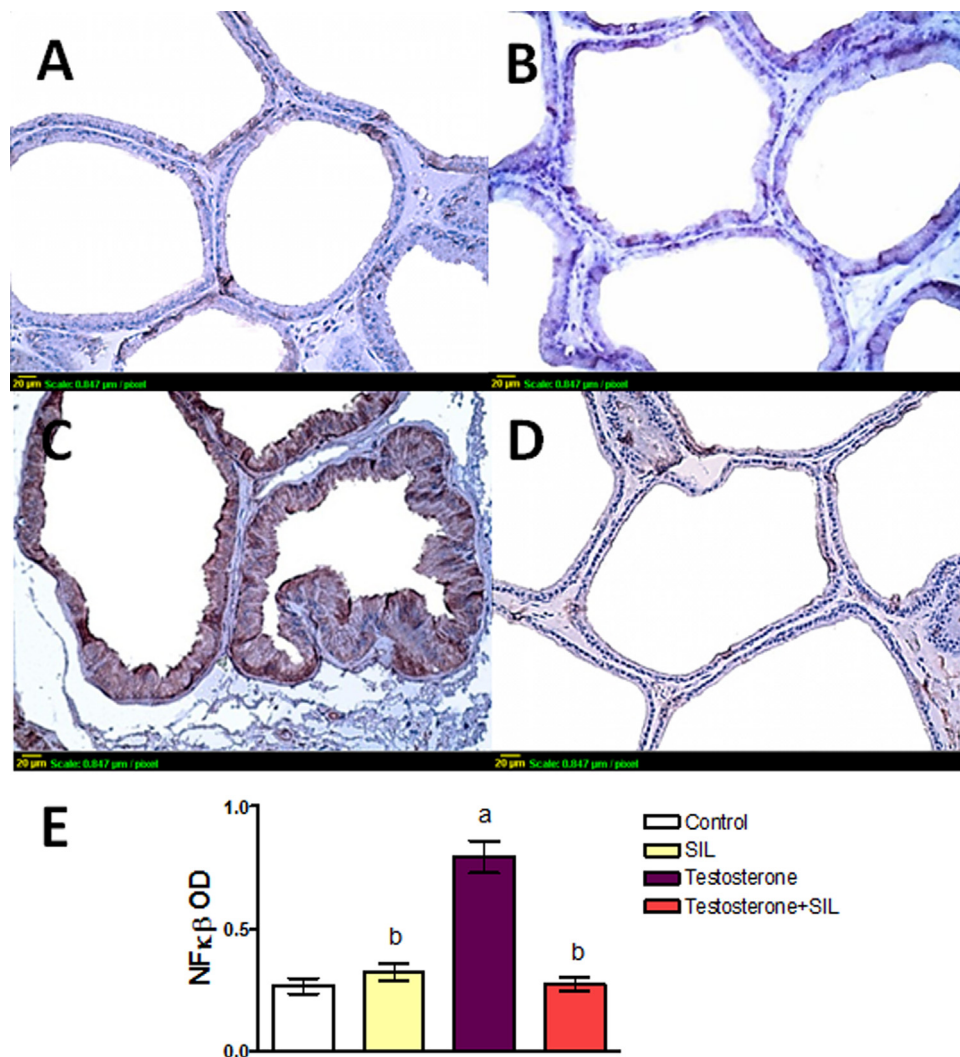 A
B
20 µm Scale: 0.847 µm / pixel
20 µm Scale: 0.847 µm / pixel
C
D
20 µm Scale: 0.847 µm / pixel
20 µm Scale: 0.847 µm / pixel
E
NFκβ OD
1.0
0.5
0.0
b
a
b
Control
SIL
Testosterone
Testosterone+SIL